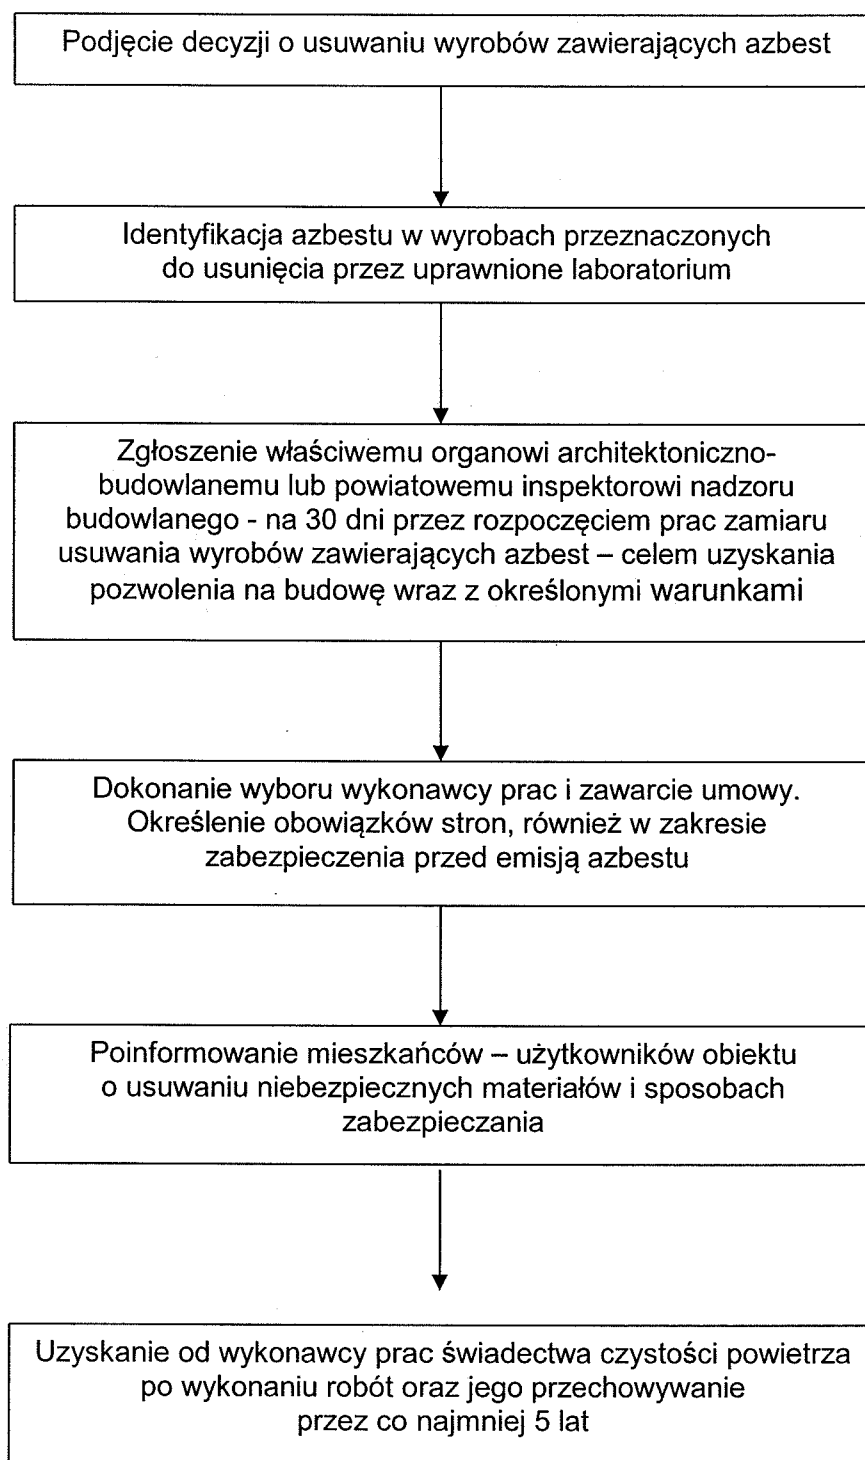 Podjęcie decyzji o usuwaniu wyrobów zawierających azbest
Identyfikacja azbestu w wyrobach przeznaczonych
do usunięcia przez uprawnione laboratorium
Zgłoszenie właściwemu organowi architektoniczno-
budowlanemu lub powiatowemu inspektorowi nadzoru
budowlanego - na 30 dni przez rozpoczęciem prac zamiaru
usuwania wyrobów zawierających azbest – celem uzyskania
pozwolenia na budowę wraz z określonymi warunkami
Dokonanie wyboru wykonawcy prac i zawarcie umowy.
Określenie obowiązków stron, również w zakresie
zabezpieczenia przed emisją azbestu
Poinformowanie mieszkańców – użytkowników obiektu
o usuwaniu niebezpiecznych materiałów i sposobach
zabezpieczania
Uzyskanie od wykonawcy prac świadectwa czystości powietrza
po wykonaniu robót oraz jego przechowywanie
przez co najmniej 5 lat